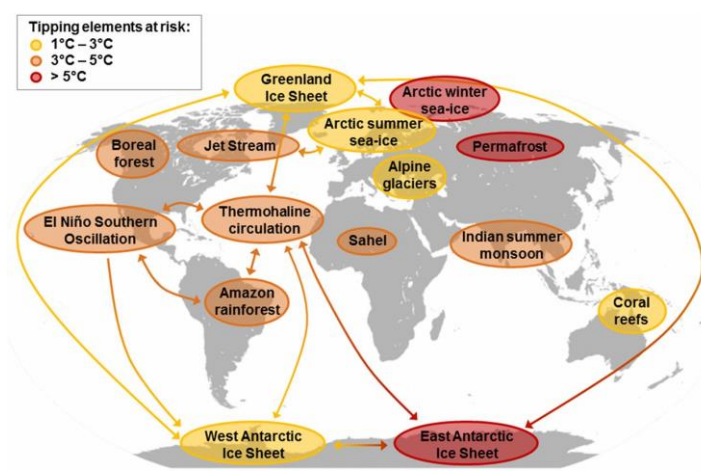 Tipping elements at risk:
1°C – 3°C
3°C – 5°C
> 5°C
Greenland
Ice Sheet
Arctic winter
sea-ice
Arctic summer
sea-ice
Boreal
forest
Jet Stream
Permafrost
Alpine
glaciers
El Niño Southern
Oscillation
Thermohaline
circulation
Sahel
Indian summer
monsoon
Amazon
rainforest
Coral
reefs
West Antarctic
Ice Sheet
East Antarctic
Ice Sheet